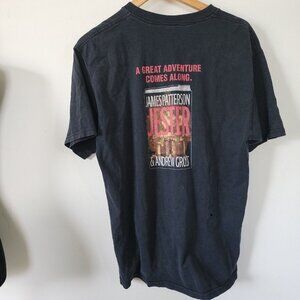 A GREAT ADVENTURE
COMES ALONG.
JAMES PATTERSON
JESTER
& ANDREW GROSS